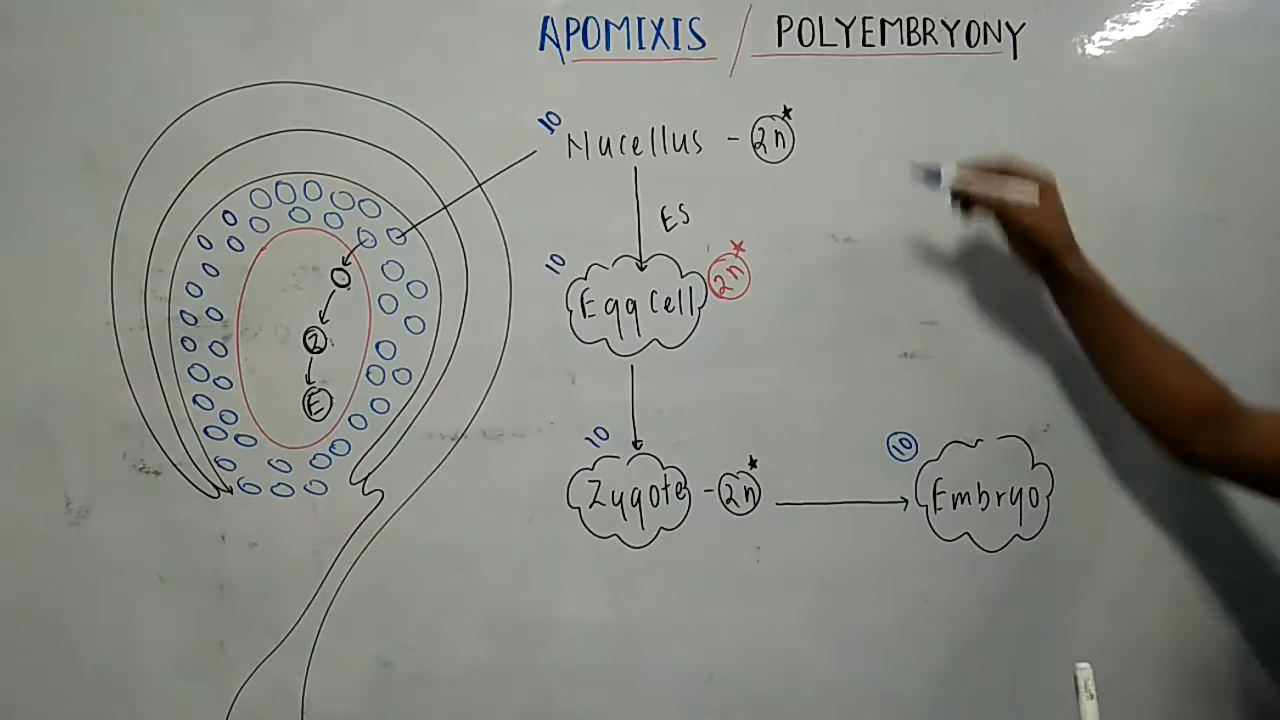 APOMIXIS / POLYEMBRYONY
10 Nucellus - 2n*
ES
10 Egg Cell 2n*
10 Zygote - 2n*
10 Embryo
2
E